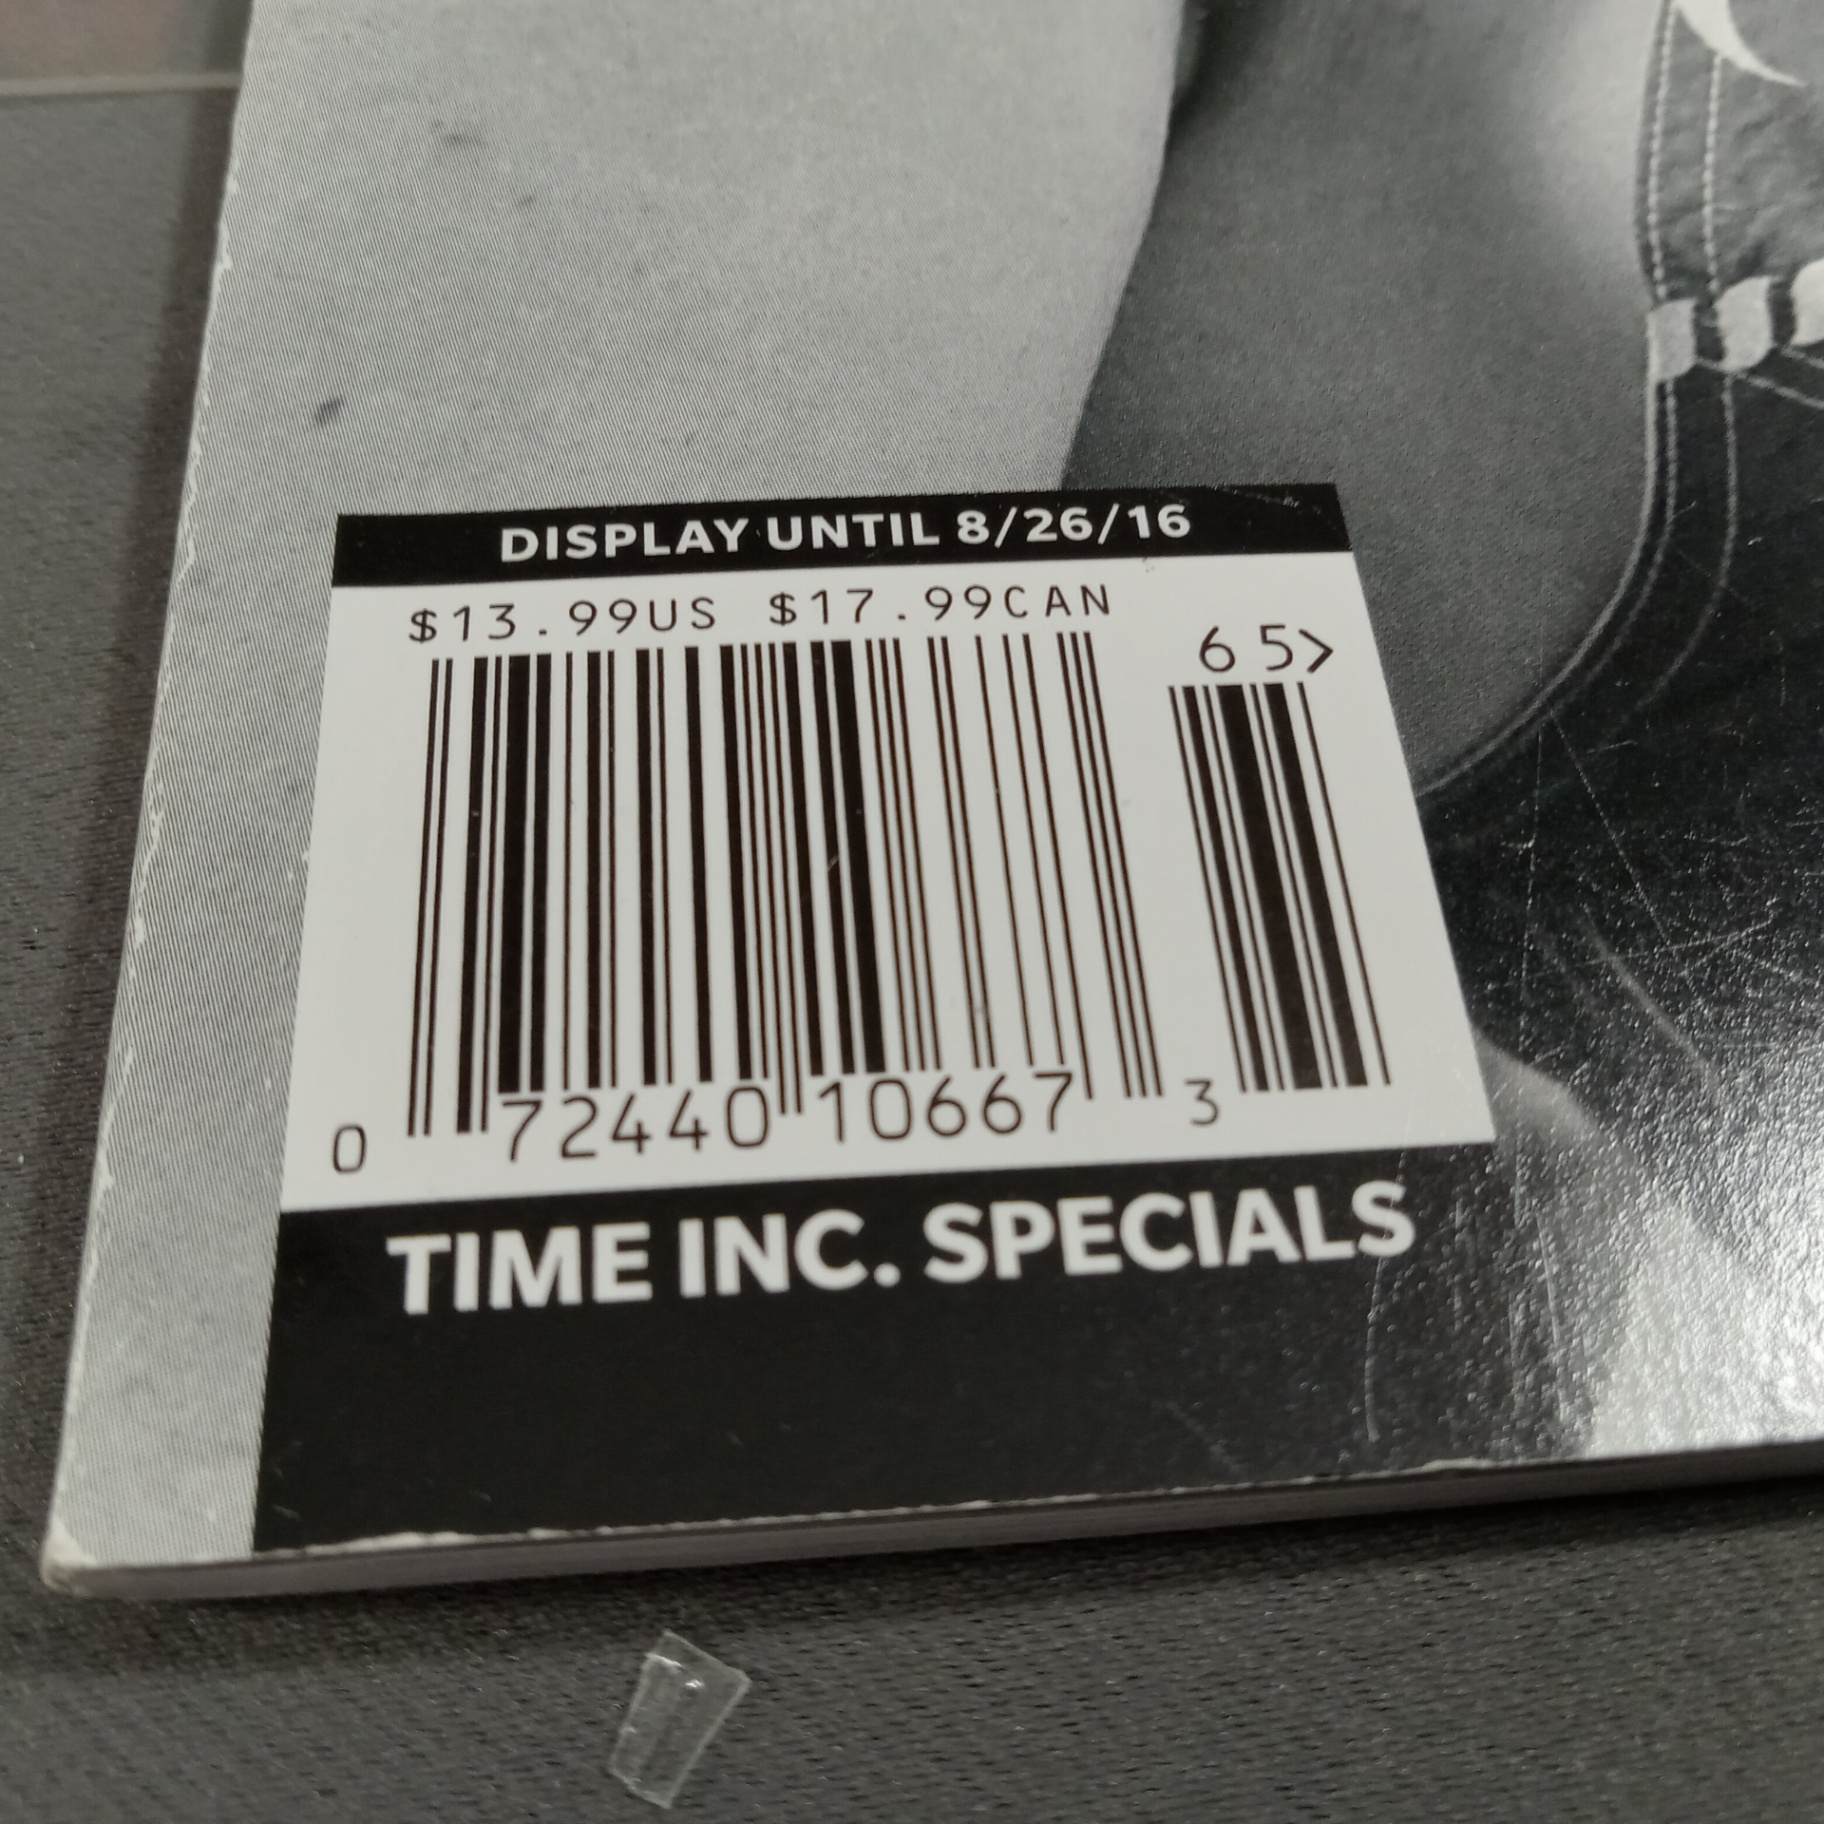 DISPLAY UNTIL 8/26/16
$13.99US $17.99CAN
65>
0 72440 10667 3
TIME INC. SPECIALS